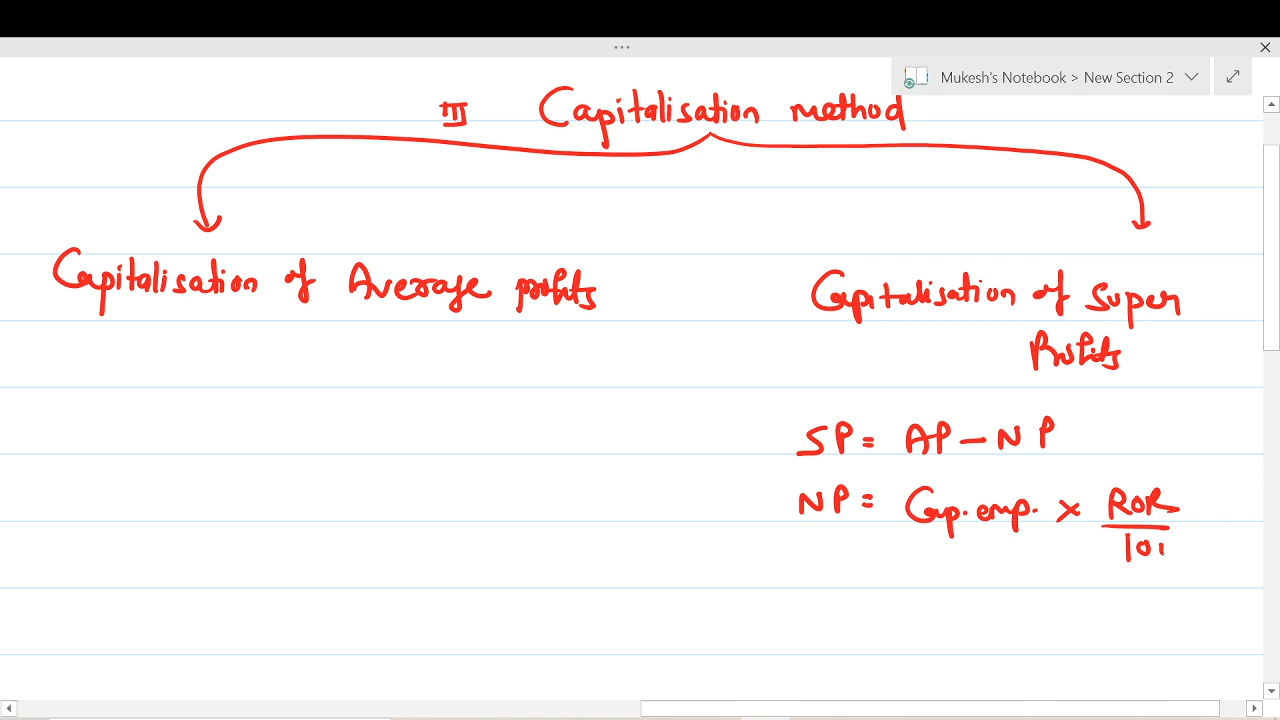 Mukesh's Notebook > New Section 2
III Capitalisation method
Capitalisation of Average profits
Capitalisation of Super
Profits
SP = AP - NP
NP = Cap. emp. × ROR
100